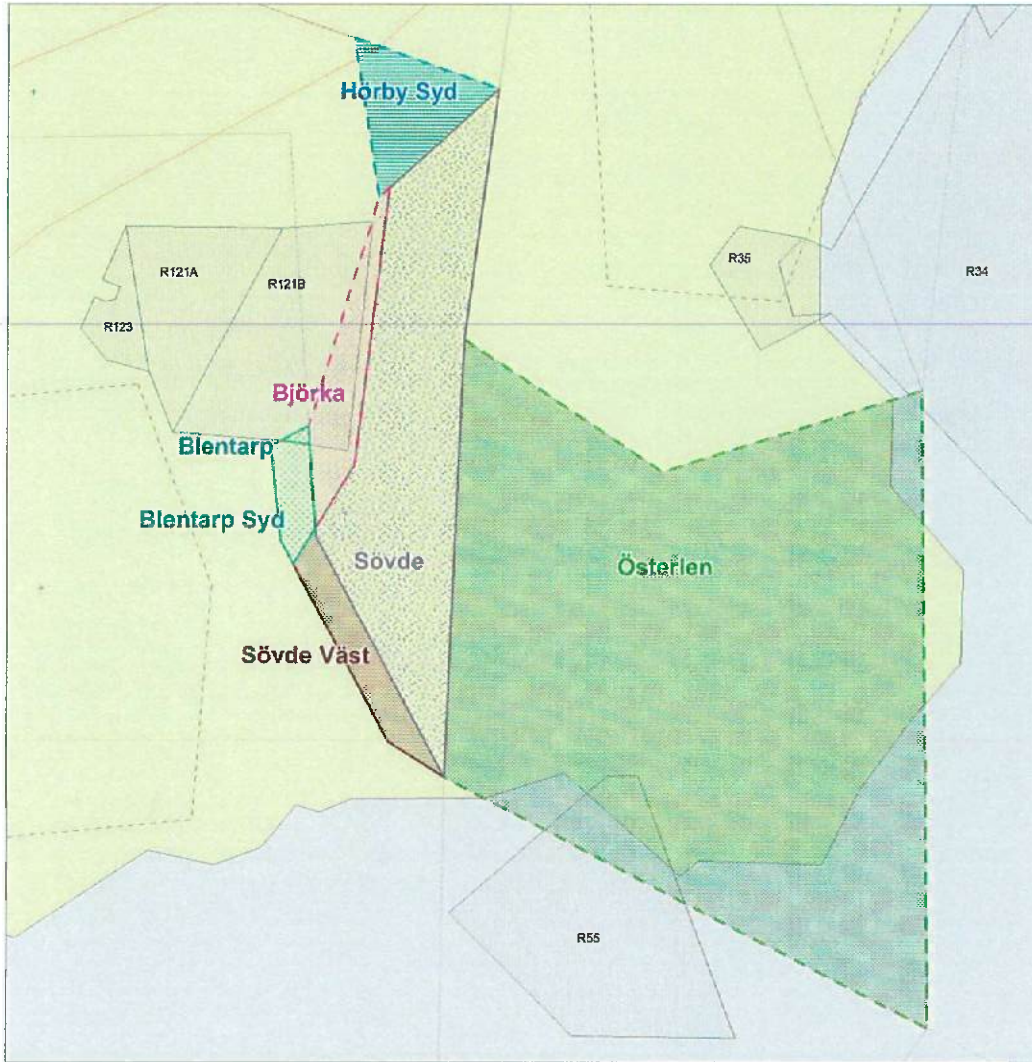 Hörby Syd
R121A
R121B
R35
R34
R123
Björka
Blentarp
Blentarp Syd
Sövde
Österlen
Sövde Väst
R55